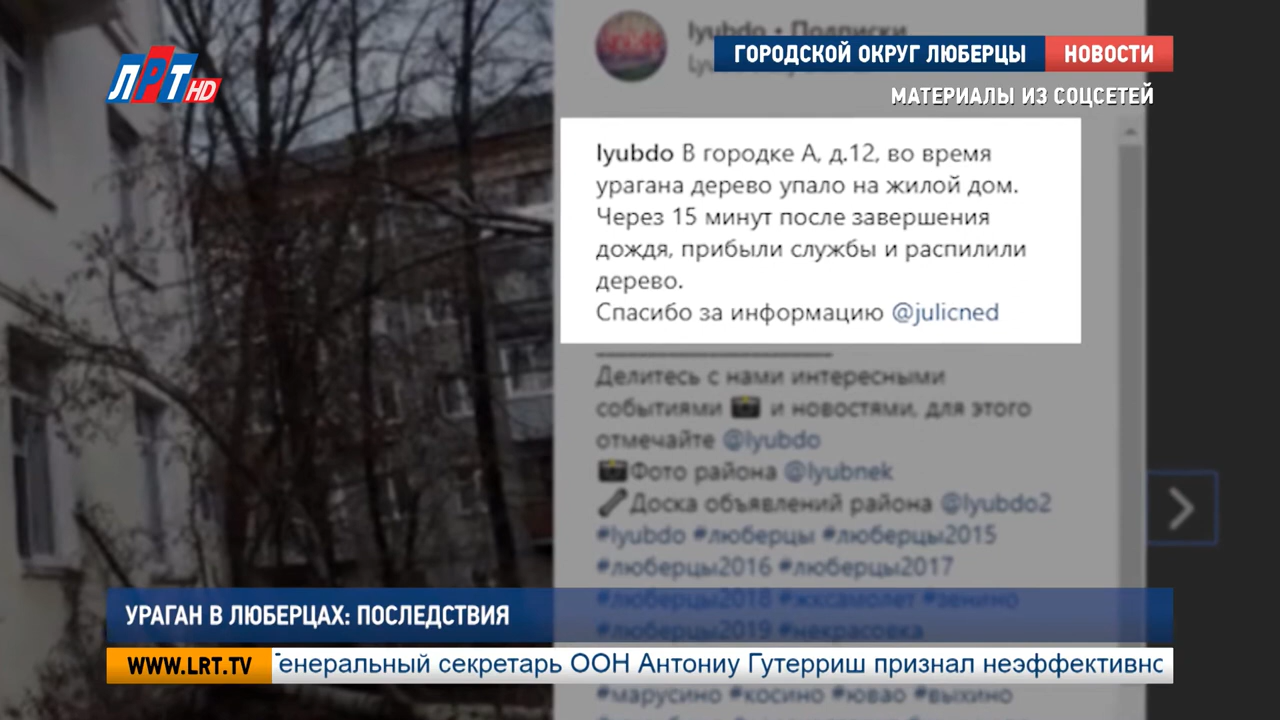 lyubdo • Подписки
ГОРОДСКОЙ ОКРУГ ЛЮБЕРЦЫ НОВОСТИ
ЛРТ HD
МАТЕРИАЛЫ ИЗ СОЦСЕТЕЙ
lyubdo В городке А, д.12, во время
урагана дерево упало на жилой дом.
Через 15 минут после завершения
дождя, прибыли службы и распилили
дерево.
Спасибо за информацию @julicned
Делитесь с нами интересными
событиями 📷 и новостями, для этого
отмечайте @lyubdo
📷Фото района @lyubnek
Доска объявлений района @lyubdo2
#lyubdo #люберцы #люберцы2015
#люберцы2016 #люберцы2017
#люберцы2018 #жксамолет #зенино
#люберцы2019 #некрасовка
УРАГАН В ЛЮБЕРЦАХ: ПОСЛЕДСТВИЯ
WWW.LRT.TV Генеральный секретарь ООН Антониу Гутерриш признал неэффективно
#марусино #косино #ювао #выхино